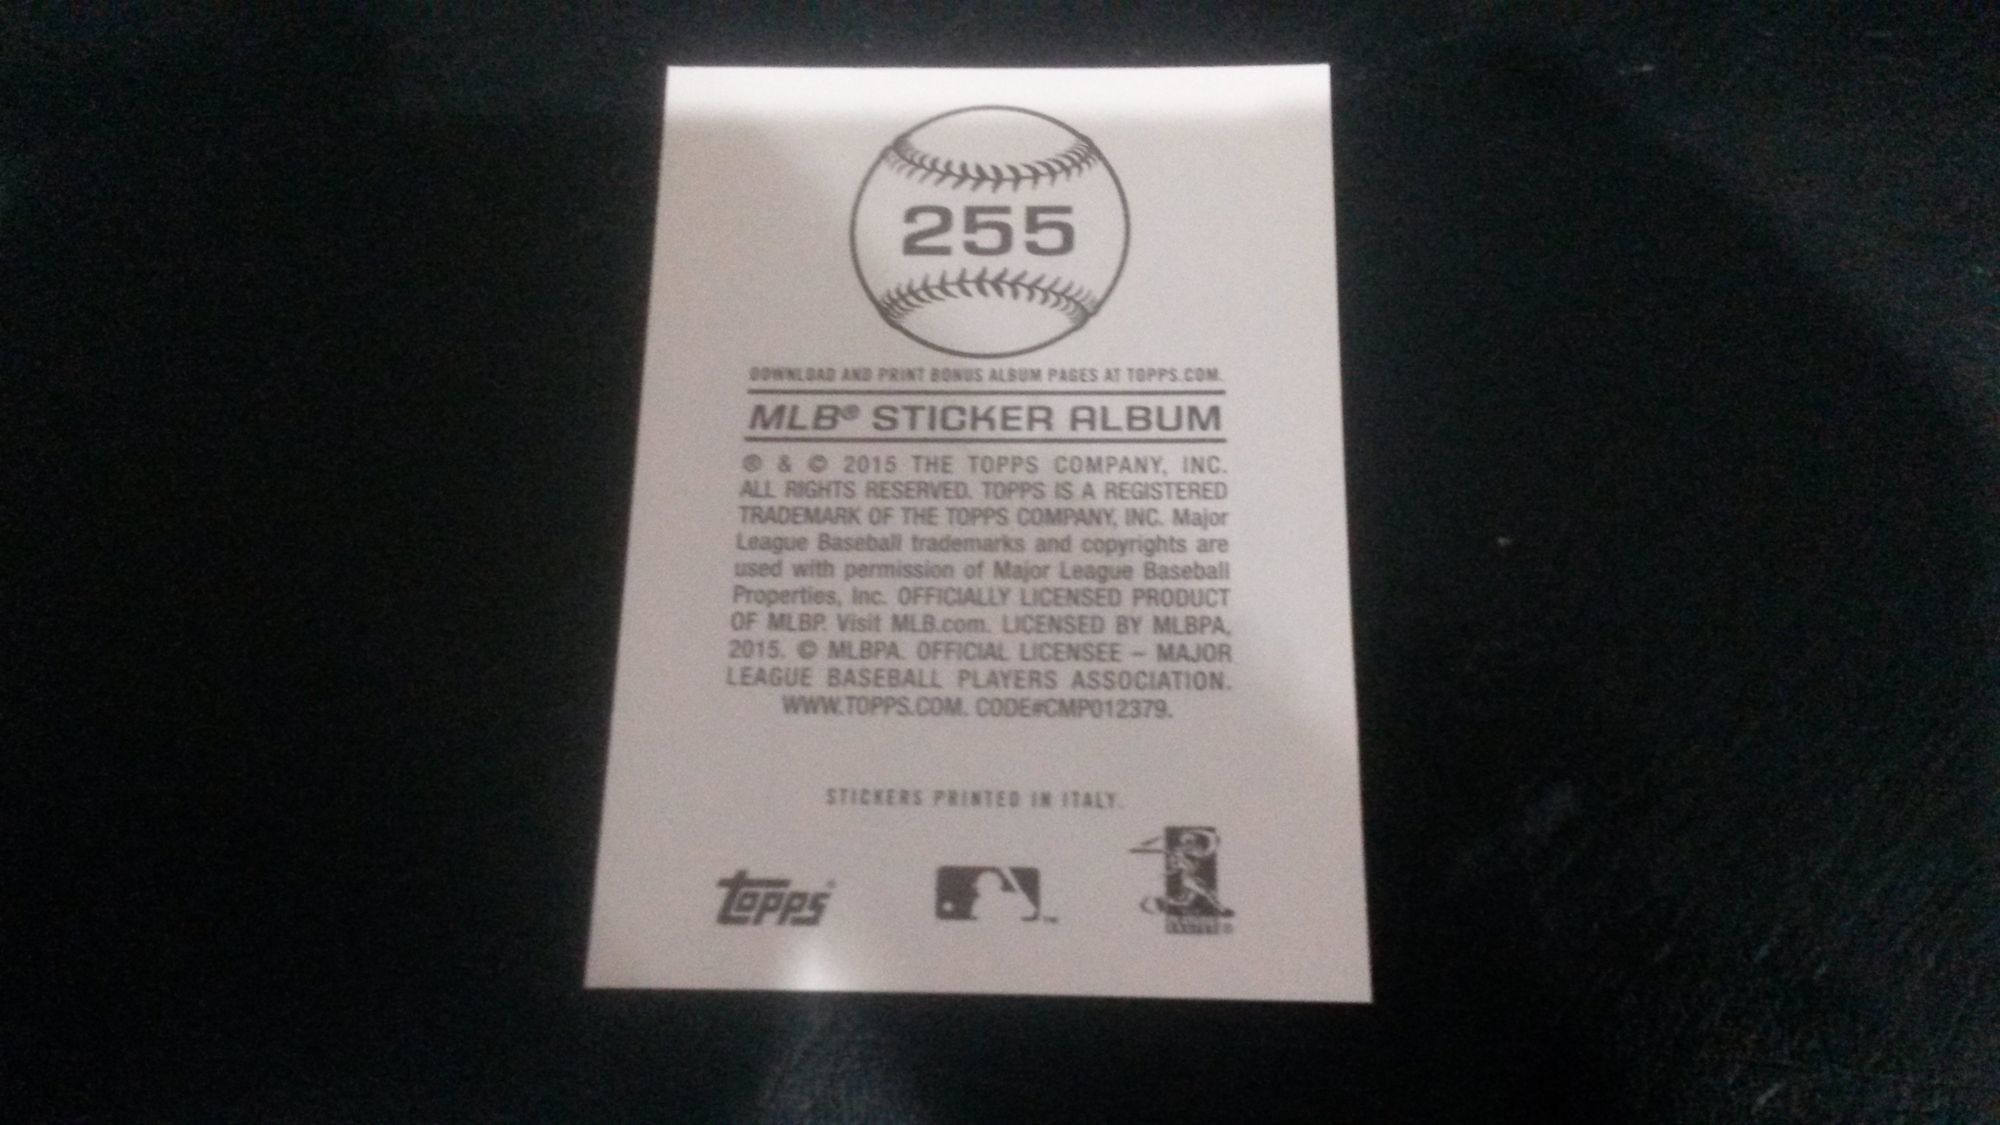 255
DOWNLOAD AND PRINT BONUS ALBUM PAGES AT TOPPS.COM.
MLB® STICKER ALBUM
® & © 2015 THE TOPPS COMPANY, INC.
ALL RIGHTS RESERVED. TOPPS IS A REGISTERED
TRADEMARK OF THE TOPPS COMPANY, INC. Major
League Baseball trademarks and copyrights are
used with permission of Major League Baseball
Properties, Inc. OFFICIALLY LICENSED PRODUCT
OF MLBP. Visit MLB.com. LICENSED BY MLBPA,
2015. © MLBPA. OFFICIAL LICENSEE – MAJOR
LEAGUE BASEBALL PLAYERS ASSOCIATION.
WWW.TOPPS.COM. CODE#CMP012379.
STICKERS PRINTED IN ITALY.
topps®